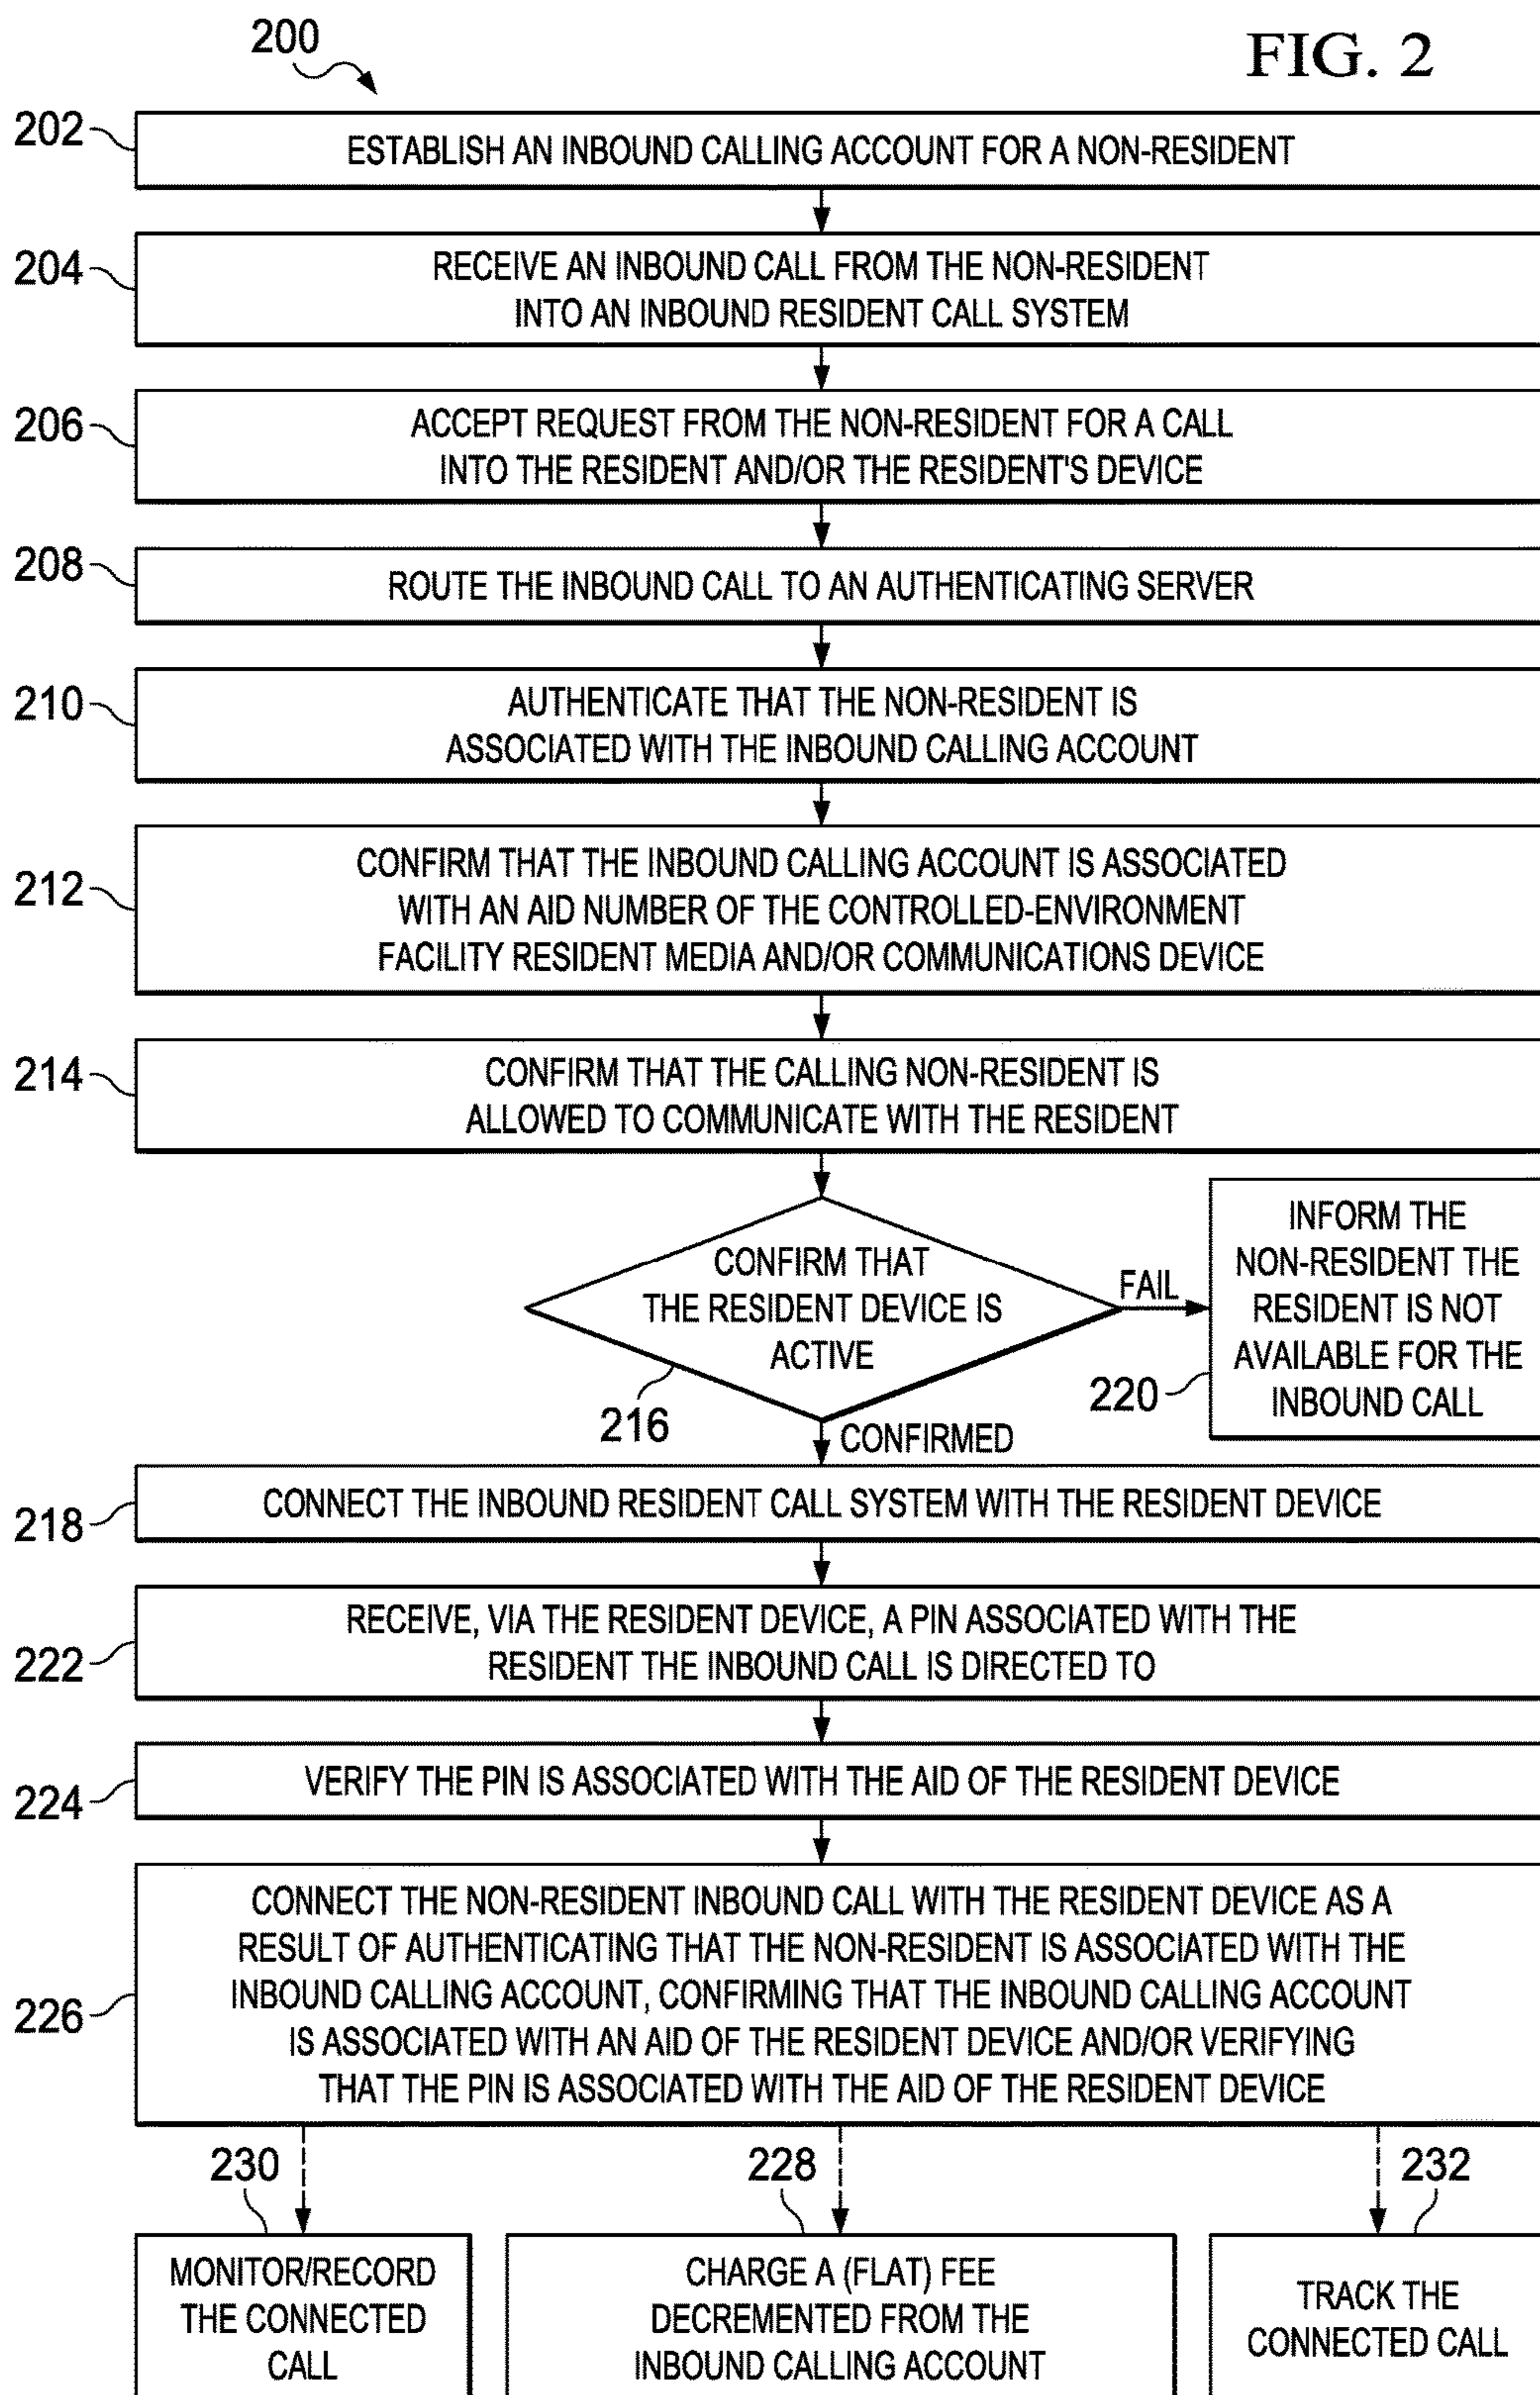 200
FIG. 2
202
ESTABLISH AN INBOUND CALLING ACCOUNT FOR A NON-RESIDENT
204
RECEIVE AN INBOUND CALL FROM THE NON-RESIDENT
INTO AN INBOUND RESIDENT CALL SYSTEM
206
ACCEPT REQUEST FROM THE NON-RESIDENT FOR A CALL
INTO THE RESIDENT AND/OR THE RESIDENT'S DEVICE
208
ROUTE THE INBOUND CALL TO AN AUTHENTICATING SERVER
210
AUTHENTICATE THAT THE NON-RESIDENT IS
ASSOCIATED WITH THE INBOUND CALLING ACCOUNT
212
CONFIRM THAT THE INBOUND CALLING ACCOUNT IS ASSOCIATED
WITH AN AID NUMBER OF THE CONTROLLED-ENVIRONMENT
FACILITY RESIDENT MEDIA AND/OR COMMUNICATIONS DEVICE
214
CONFIRM THAT THE CALLING NON-RESIDENT IS
ALLOWED TO COMMUNICATE WITH THE RESIDENT
CONFIRM THAT
THE RESIDENT DEVICE IS
ACTIVE
216
FAIL
INFORM THE
NON-RESIDENT THE
RESIDENT IS NOT
AVAILABLE FOR THE
INBOUND CALL
220
CONFIRMED
218
CONNECT THE INBOUND RESIDENT CALL SYSTEM WITH THE RESIDENT DEVICE
222
RECEIVE, VIA THE RESIDENT DEVICE, A PIN ASSOCIATED WITH THE
RESIDENT THE INBOUND CALL IS DIRECTED TO
224
VERIFY THE PIN IS ASSOCIATED WITH THE AID OF THE RESIDENT DEVICE
226
CONNECT THE NON-RESIDENT INBOUND CALL WITH THE RESIDENT DEVICE AS A
RESULT OF AUTHENTICATING THAT THE NON-RESIDENT IS ASSOCIATED WITH THE
INBOUND CALLING ACCOUNT, CONFIRMING THAT THE INBOUND CALLING ACCOUNT
IS ASSOCIATED WITH AN AID OF THE RESIDENT DEVICE AND/OR VERIFYING
THAT THE PIN IS ASSOCIATED WITH THE AID OF THE RESIDENT DEVICE
230
MONITOR/RECORD
THE CONNECTED
CALL
228
CHARGE A (FLAT) FEE
DECREMENTED FROM THE
INBOUND CALLING ACCOUNT
232
TRACK THE
CONNECTED CALL